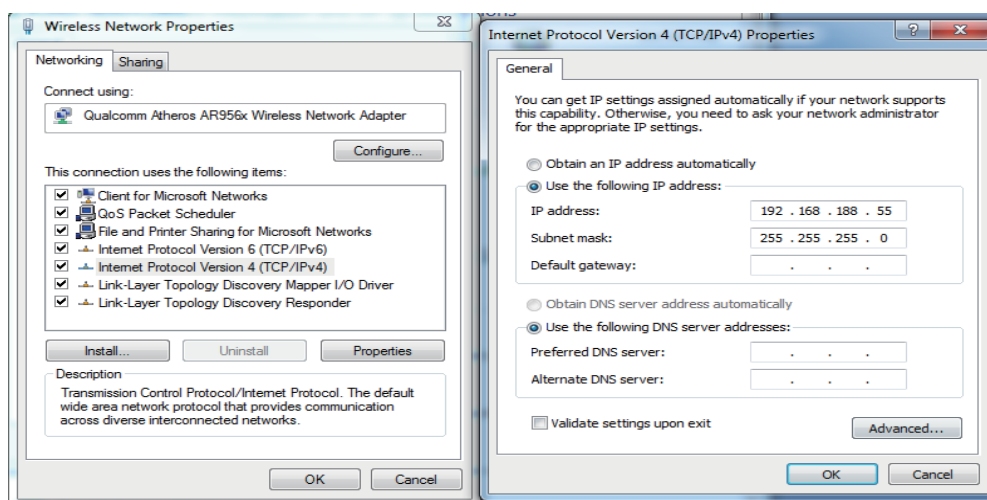 Wireless Network Properties
Networking
Sharing
Connect using:
Qualcomm Atheros AR956x Wireless Network Adapter
Configure...
This connection uses the following items:
Client for Microsoft Networks
QoS Packet Scheduler
File and Printer Sharing for Microsoft Networks
Internet Protocol Version 6 (TCP/IPv6)
Internet Protocol Version 4 (TCP/IPv4)
Link-Layer Topology Discovery Mapper I/O Driver
Link-Layer Topology Discovery Responder
Install...
Uninstall
Properties
Description
Transmission Control Protocol/Internet Protocol. The default
wide area network protocol that provides communication
across diverse interconnected networks.
OK
Cancel
Internet Protocol Version 4 (TCP/IPv4) Properties
General
You can get IP settings assigned automatically if your network supports
this capability. Otherwise, you need to ask your network administrator
for the appropriate IP settings.
Obtain an IP address automatically
Use the following IP address:
IP address: 192 . 168 . 188 . 55
Subnet mask: 255 . 255 . 255 . 0
Default gateway: . . .
Obtain DNS server address automatically
Use the following DNS server addresses:
Preferred DNS server: . . .
Alternate DNS server: . . .
Validate settings upon exit
Advanced...
OK
Cancel